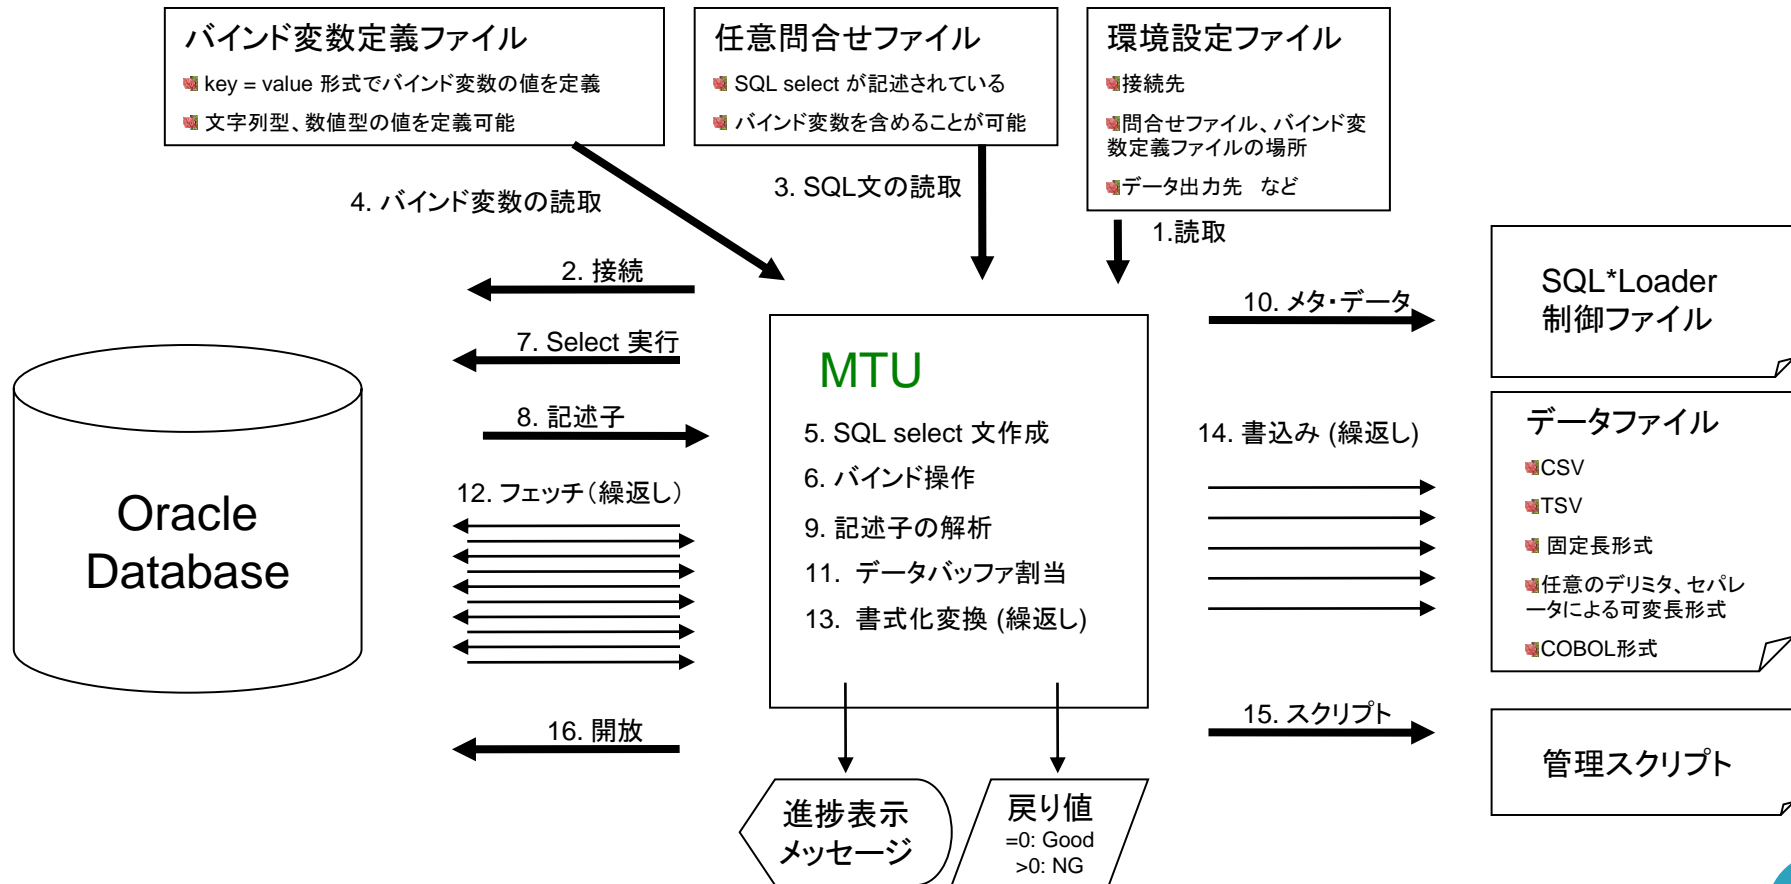 バインド変数定義ファイル
key = value 形式でバインド変数の値を定義
文字列型、数値型の値を定義可能
任意問合せファイル
SQL select が記述されている
バインド変数を含めることが可能
環境設定ファイル
接続先
問合せファイル、バインド変
数定義ファイルの場所
データ出力先　など
4. バインド変数の読取
3. SQL文の読取
1.読取
2. 接続
7. Select 実行
8. 記述子
12. フェッチ(繰返し)
16. 開放
Oracle
Database
MTU
5. SQL select 文作成
6. バインド操作
9. 記述子の解析
11. データバッファ割当
13. 書式化変換 (繰返し)
10. メタ・データ
14. 書込み (繰返し)
15. スクリプト
SQL*Loader
制御ファイル
データファイル
CSV
TSV
固定長形式
任意のデリミタ、セパレ
ータによる可変長形式
COBOL形式
管理スクリプト
進捗表示
メッセージ
戻り値
=0: Good
>0: NG